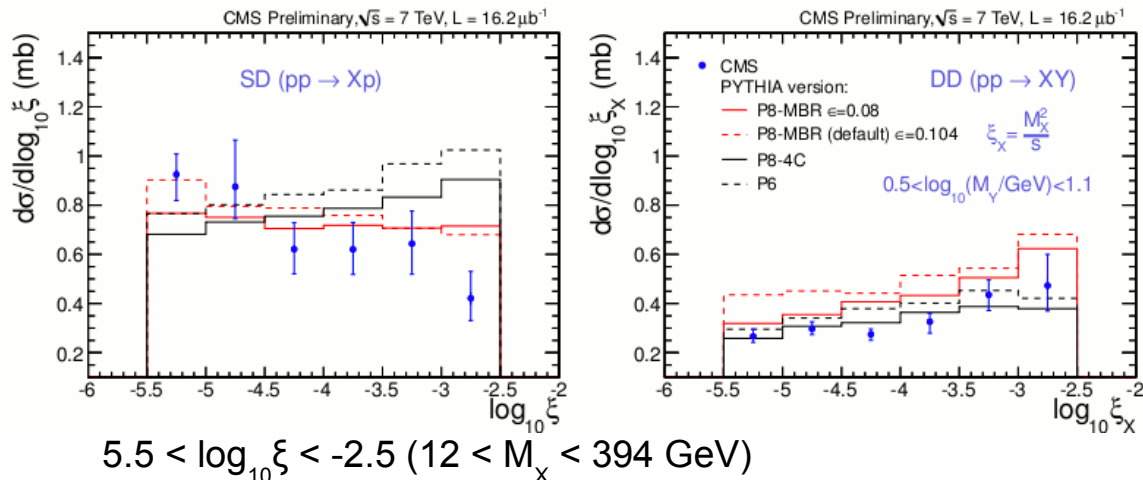 CMS Preliminary,√s = 7 TeV, L = 16.2 μb⁻¹
dσ/dlog₁₀ξ (mb)
1.4
1.2
1
0.8
0.6
0.4
0.2
SD (pp → Xp)
-6 -5.5 -5 -4.5 -4 -3.5 -3 -2.5 -2
log₁₀ξ
CMS Preliminary,√s = 7 TeV, L = 16.2 μb⁻¹
dσ/dlog₁₀ξ_X (mb)
1.4
1.2
1
0.8
0.6
0.4
0.2
CMS
PYTHIA version:
P8-MBR ∈=0.08
P8-MBR (default) ∈=0.104
P8-4C
P6
DD (pp → XY)
ξ_X= M_X²/s
0.5<log₁₀(M_Y/GeV)<1.1
-6 -5.5 -5 -4.5 -4 -3.5 -3 -2.5 -2
log₁₀ξ_X
5.5 < log₁₀ξ < -2.5 (12 < M_X < 394 GeV)